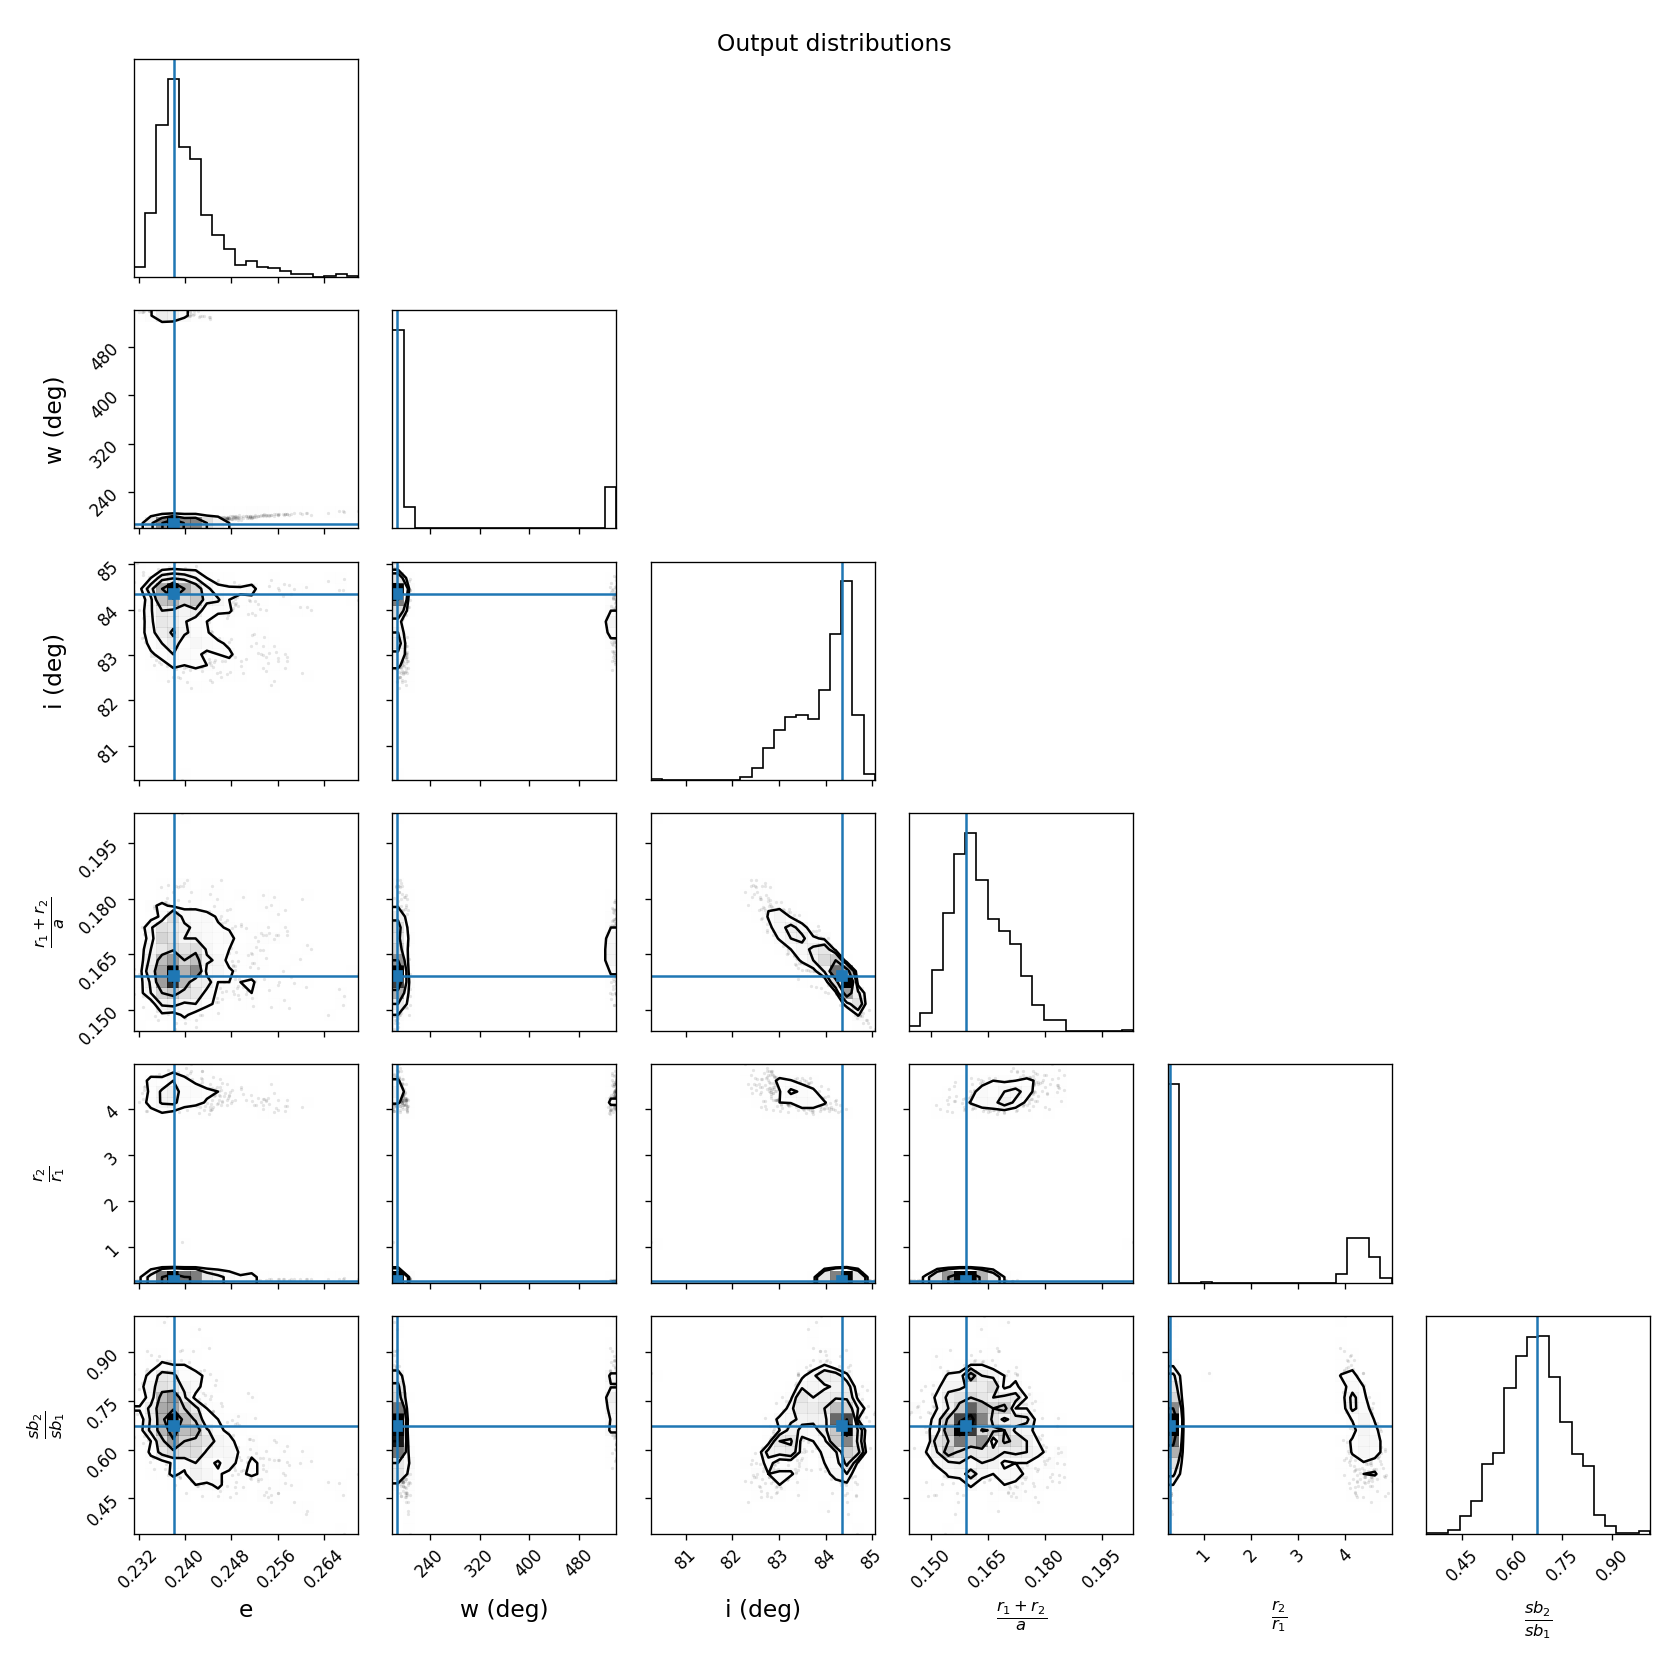 Output distributions
w (deg)
480
400
320
240
i (deg)
85
84
83
82
81
r₁ + r₂
a
0.195
0.180
0.165
0.150
r₂
r₁
4
3
2
1
sb₂
sb₁
0.90
0.75
0.60
0.45
0.232 0.240 0.248 0.256 0.264 240 320 400 480 81 82 83 84 85 0.150 0.165 0.180 0.195 1 2 3 4 0.45 0.60 0.75 0.90
e w (deg) i (deg) r₁ + r₂ r₂ sb₂
a r₁ sb₁